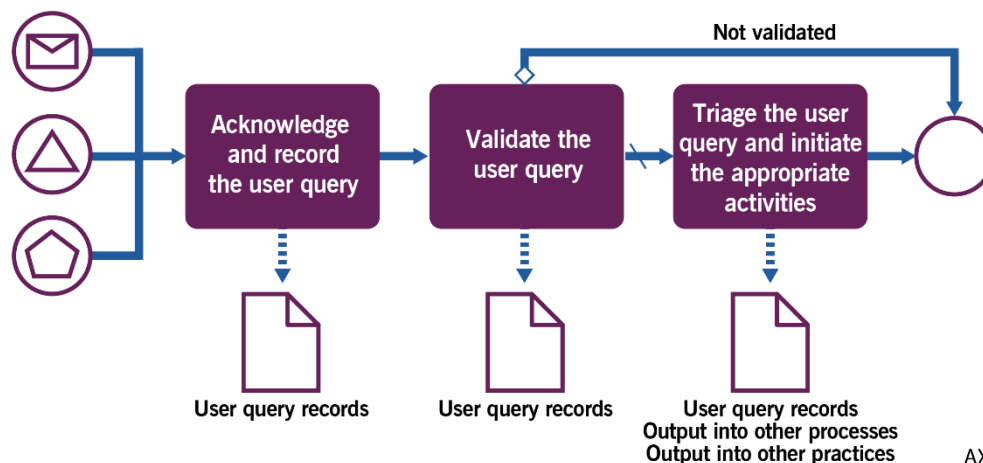 Not validated
Acknowledge
and record
the user query
Validate the
user query
Triage the user
query and initiate
the appropriate
activities
User query records
User query records
User query records
Output into other processes
Output into other practices
AX